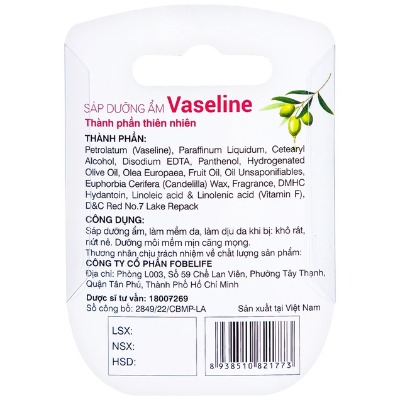 SÁP DƯỠNG ẨM Vaseline
Thành phần thiên nhiên
THÀNH PHẦN:
Petrolatum (Vaseline), Paraffinum Liquidum, Cetearyl
Alcohol, Disodium EDTA, Panthenol, Hydrogenated
Olive Oil, Olea Europaea, Fruit Oil, Oil Unsaponifiables,
Euphorbia Cerifera (Candelilla) Wax, Fragrance, DMHC
Hydantoin, Linoleic acid & Linolenic acid (Vitamin F),
D&C Red No.7 Lake Repack
CÔNG DỤNG:
Sáp dưỡng ẩm, làm mềm da, làm dịu da khi bị: khô rát,
nứt nẻ. Dưỡng môi mềm mịn căng mọng.
Thương nhân chịu trách nhiệm về chất lượng sản phẩm:
CÔNG TY CỔ PHẦN FOBELIFE
Địa chỉ: Phòng L003, Số 59 Chế Lan Viên, Phường Tây Thạnh,
Quận Tân Phú, Thành Phố Hồ Chí Minh
Dược sĩ tư vấn: 18007269
Số công bố: 2849/22/CBMP-LA
Sản xuất tại Việt Nam
LSX:
NSX:
HSD:
8 938510 821773